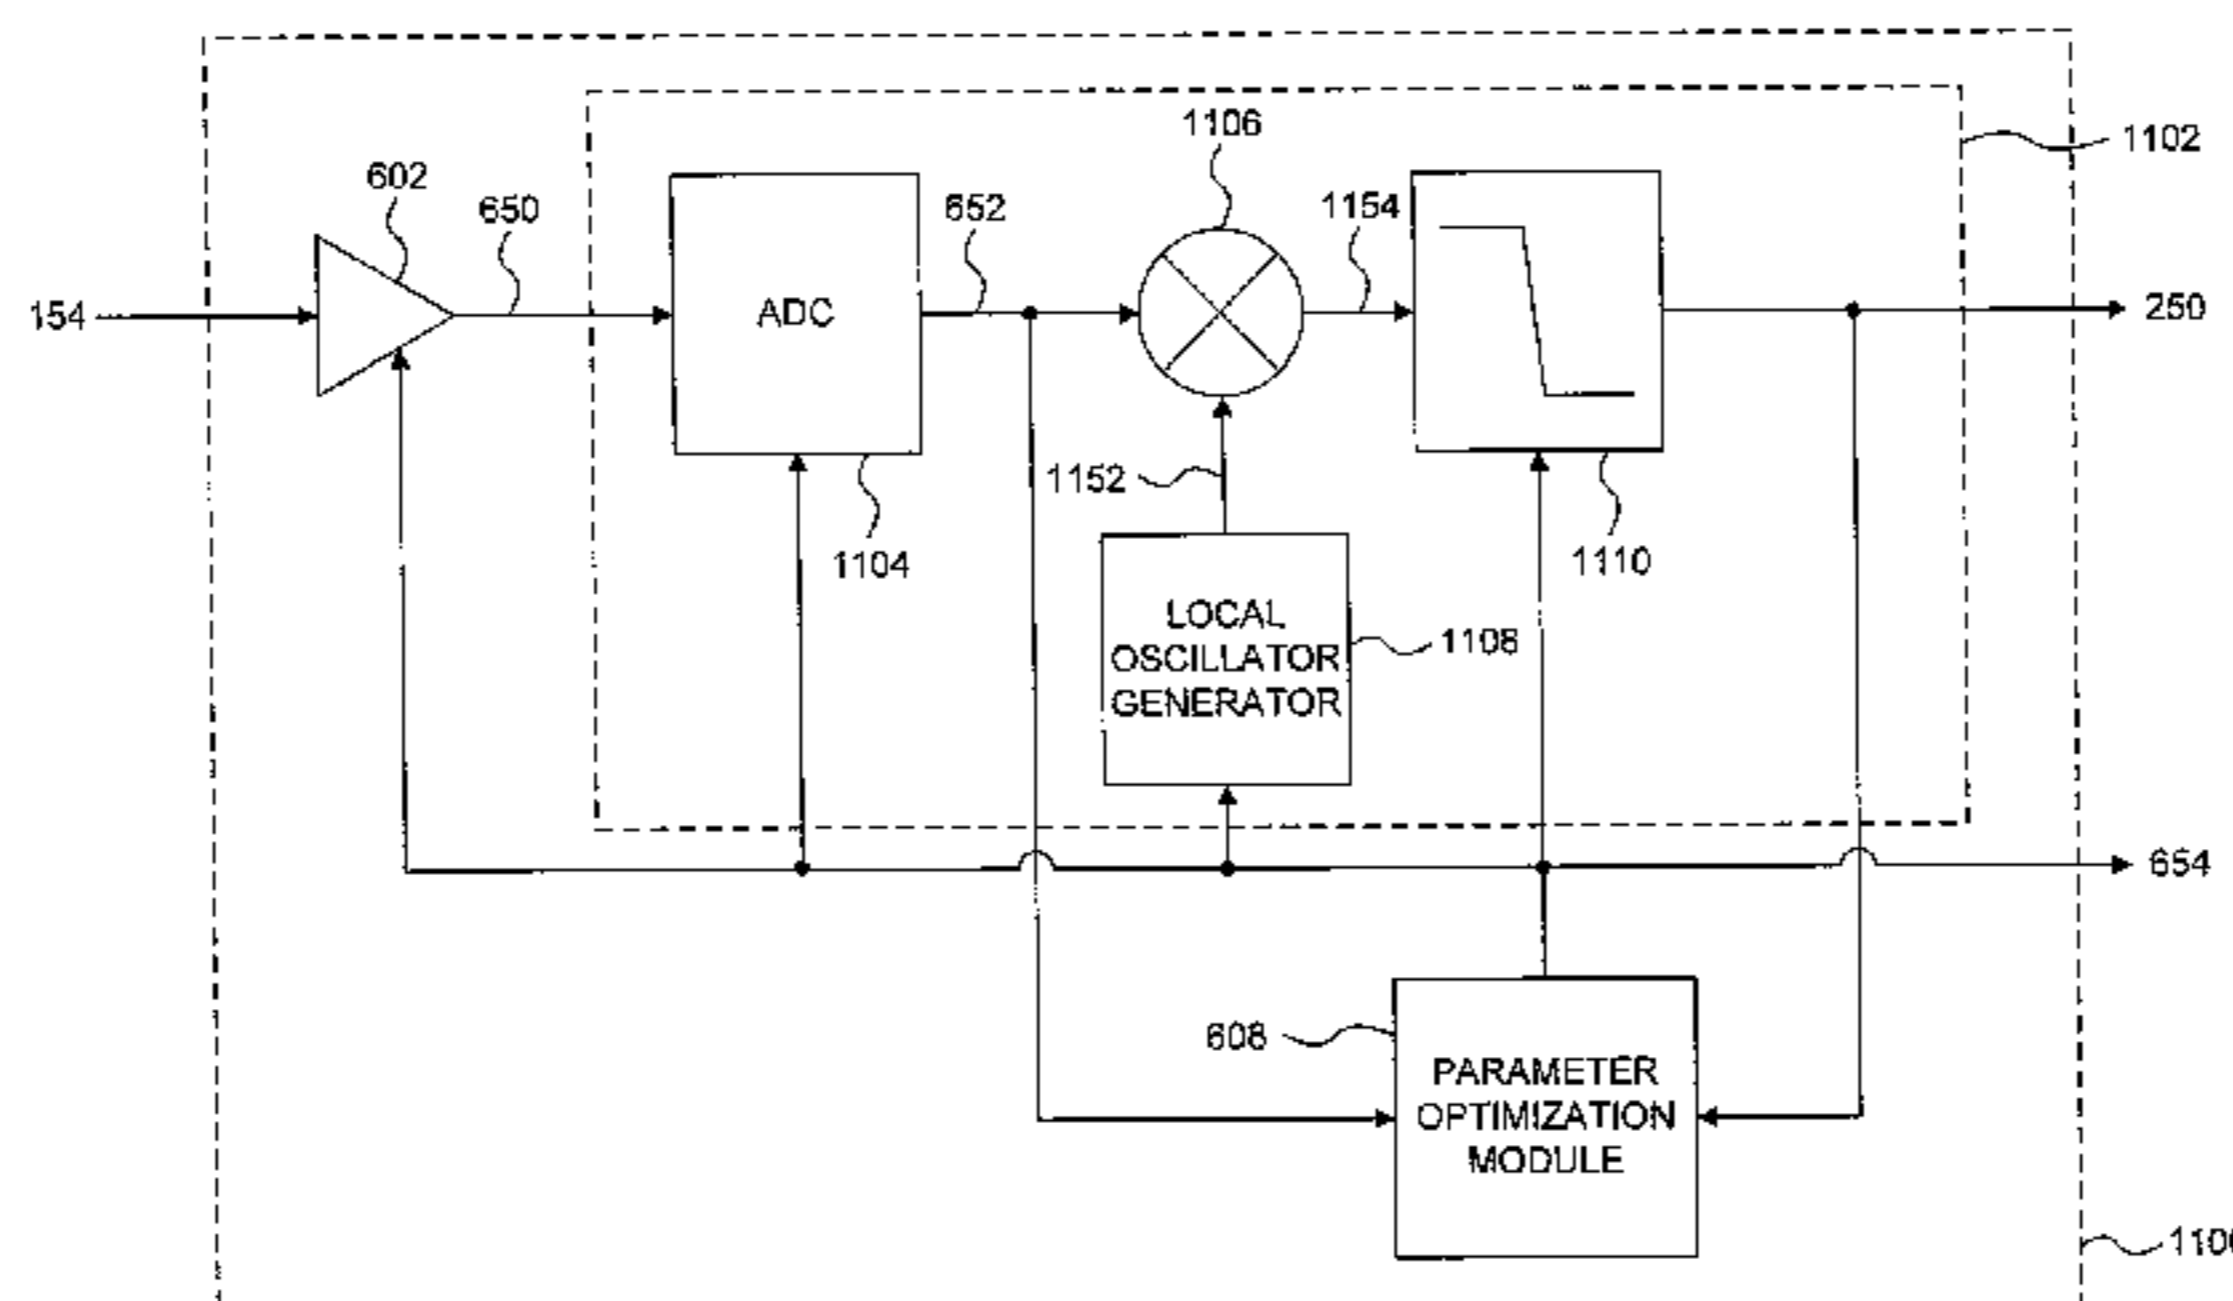 1106
1102
602
650
652
1154
154
ADC
250
1152
1104
1110
LOCAL
OSCILLATOR
GENERATOR
1108
654
608
PARAMETER
OPTIMIZATION
MODULE